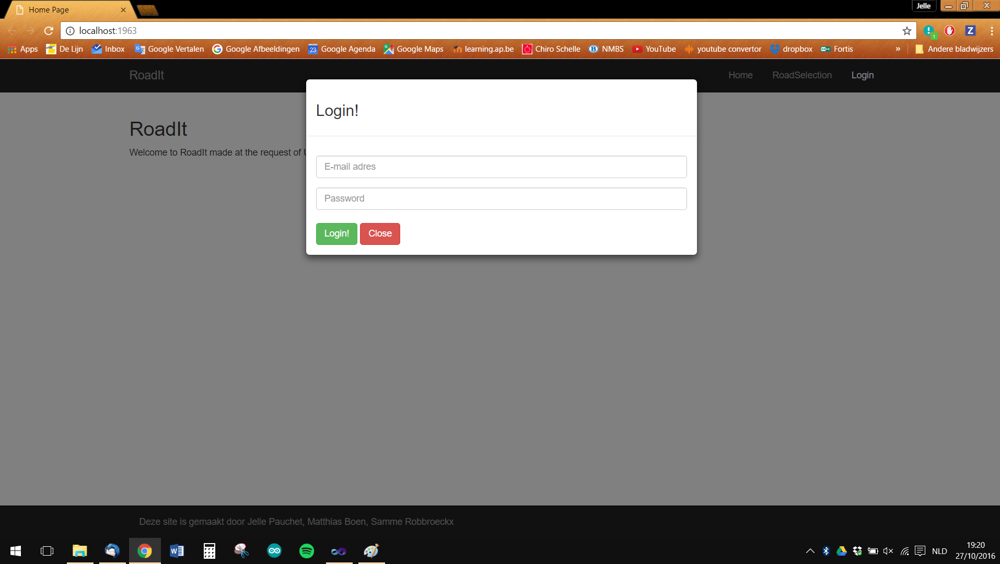 Home Page
Jelle
localhost:1963
1
Apps De Lijn Inbox Google Vertalen Google Afbeeldingen 23 Google Agenda Google Maps learning.ap.be Chiro Schelle NMBS YouTube youtube convertor dropbox Fortis » Andere bladwijzers
RoadIt Home RoadSelection Login
Login!
RoadIt
Welcome to RoadIt made at the request of
E-mail adres
Password
Login! Close
Deze site is gemaakt door Jelle Pauchet, Matthias Boen, Samme Robbroeckx
NLD
19:20
27/10/2016